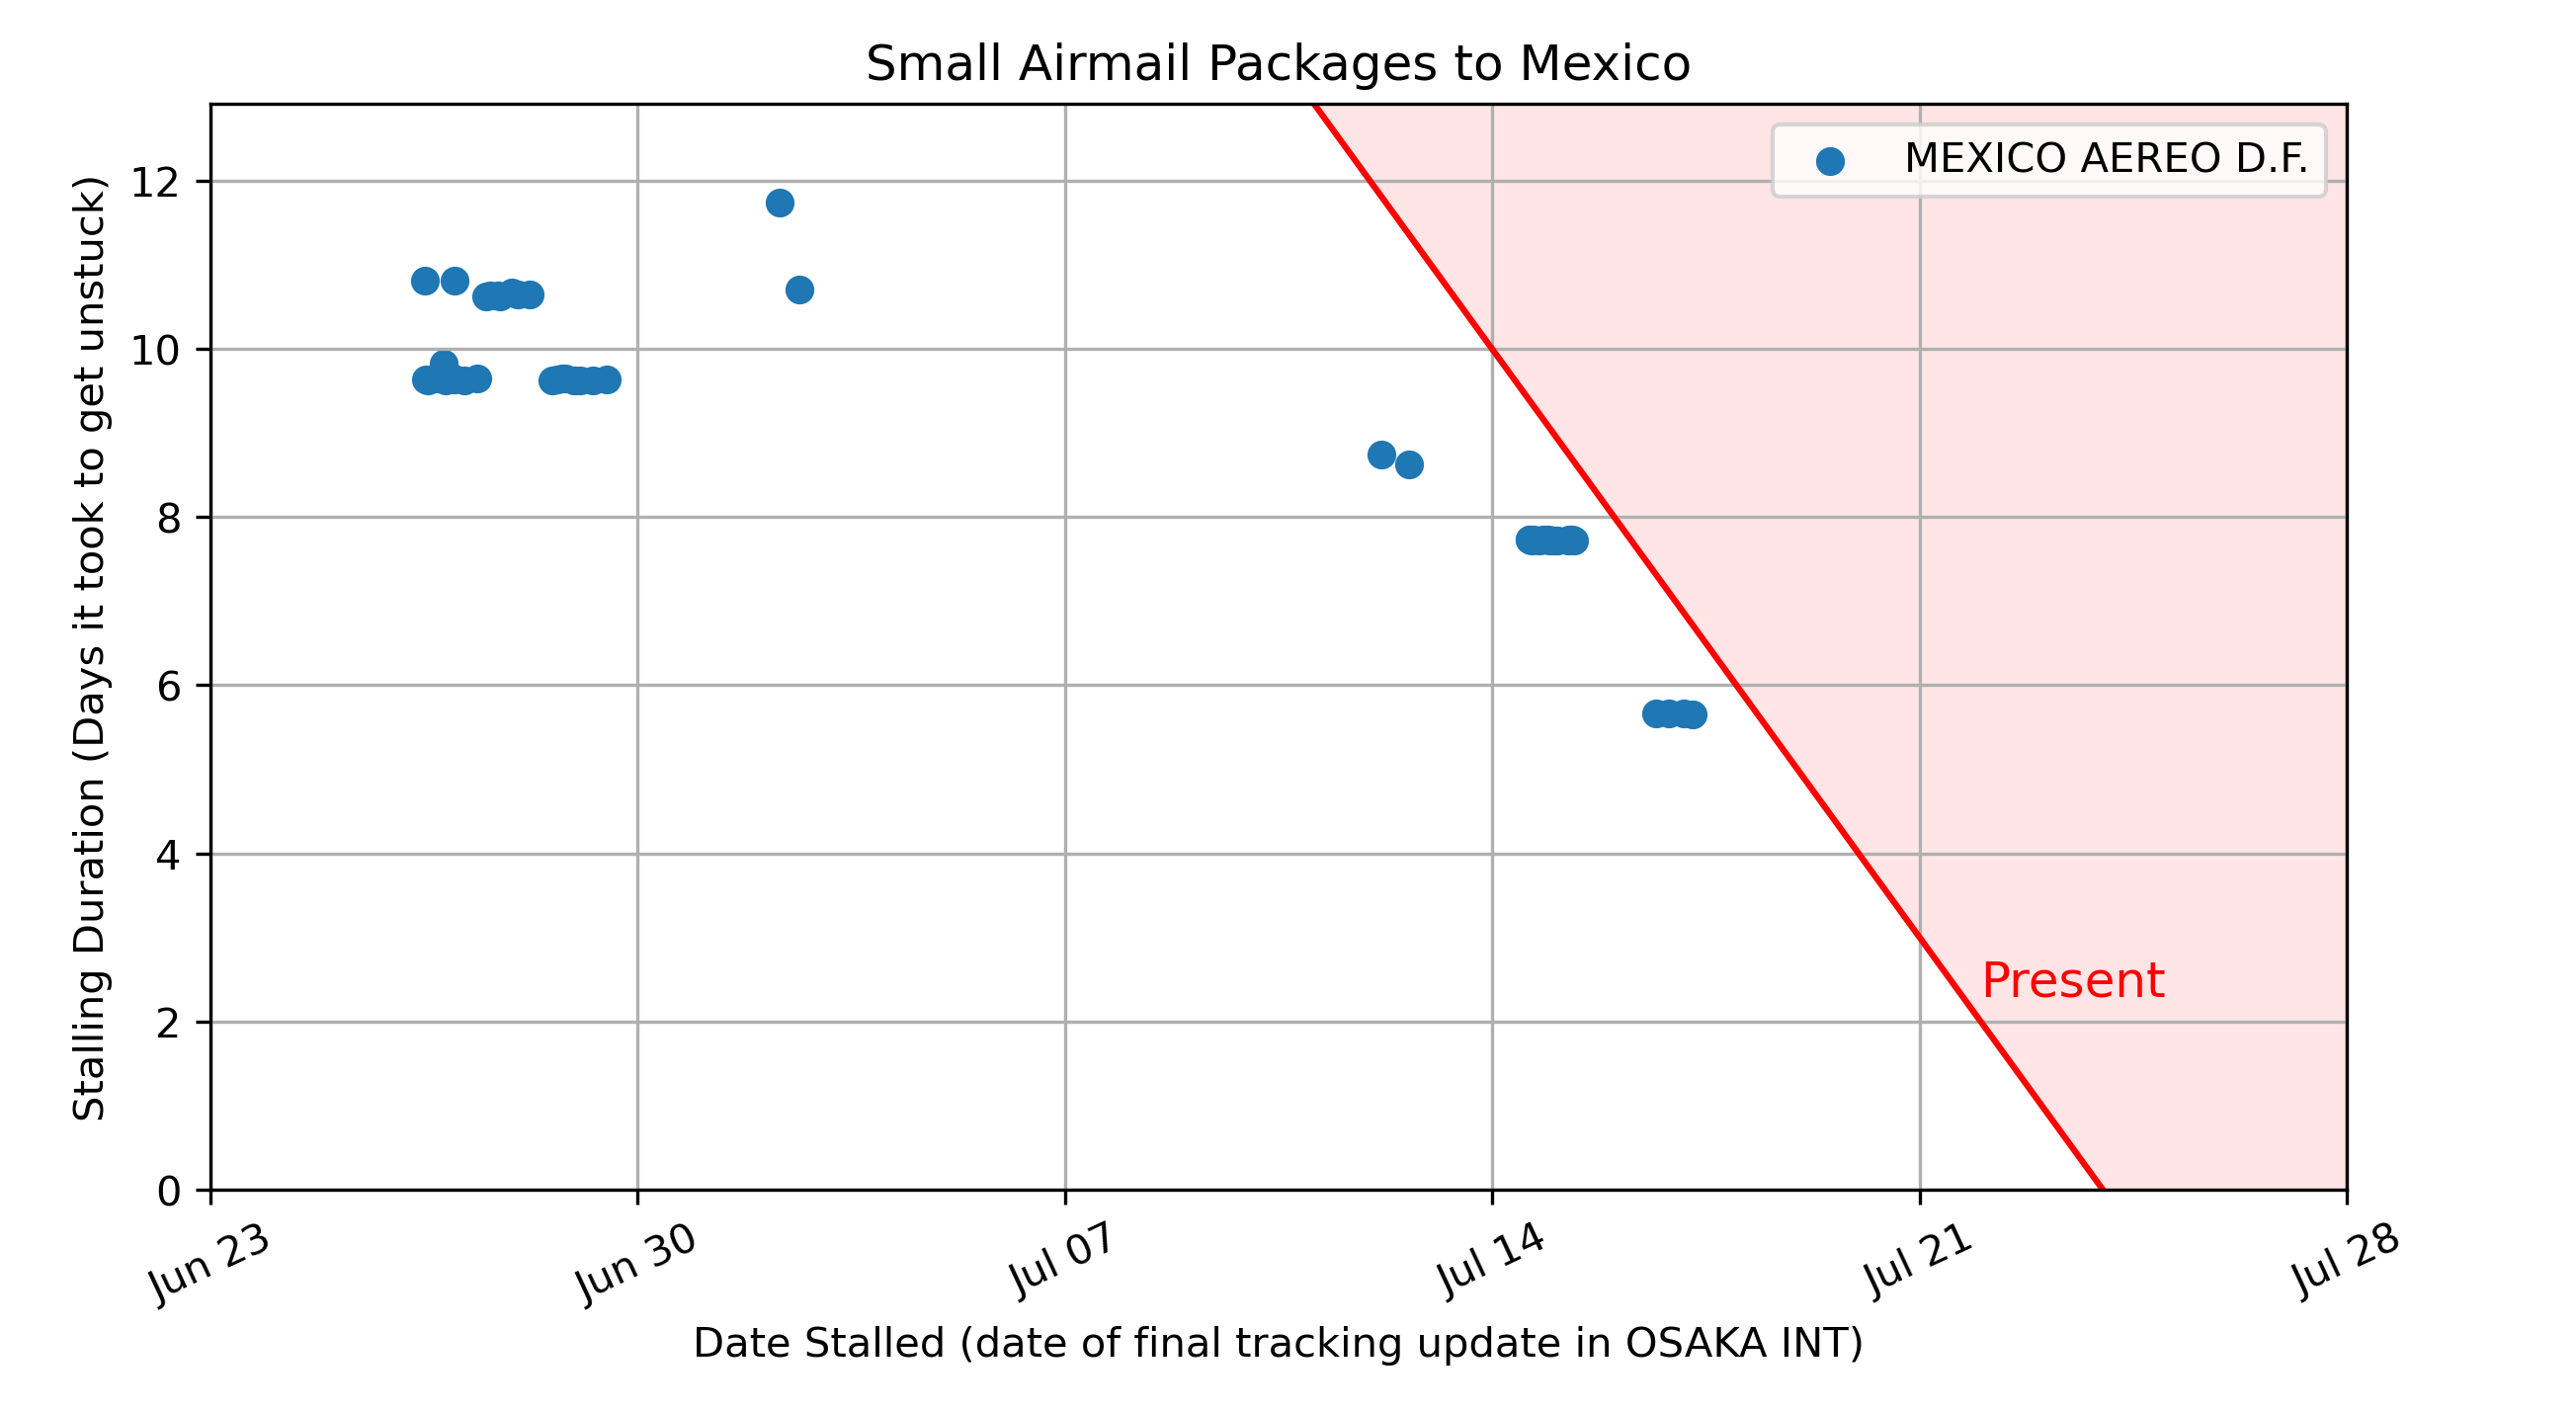 Small Airmail Packages to Mexico
MEXICO AEREO D.F.
Stalling Duration (Days it took to get unstuck)
12
10
8
6
4
2
0
Present
Jun 23
Jun 30
Jul 07
Jul 14
Jul 21
Jul 28
Date Stalled (date of final tracking update in OSAKA INT)